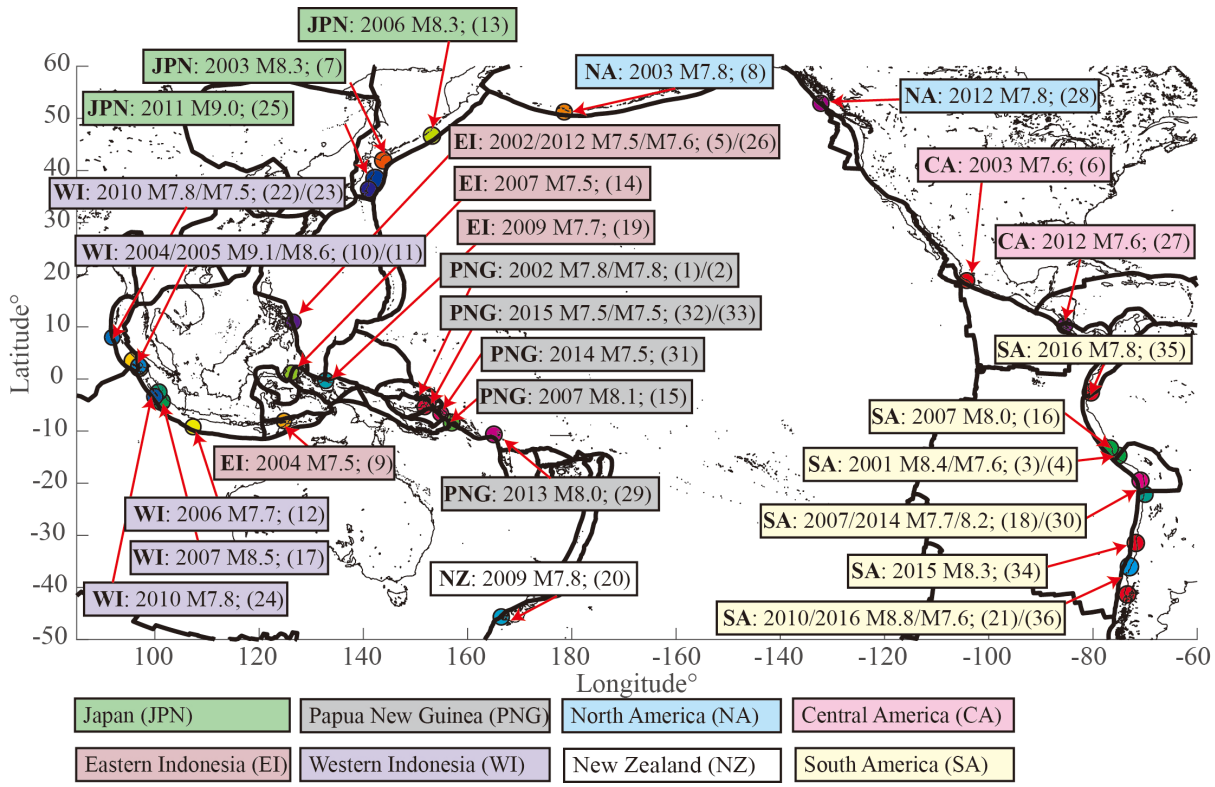 JPN: 2006 M8.3; (13)
JPN: 2003 M8.3; (7)
NA: 2003 M7.8; (8)
JPN: 2011 M9.0; (25)
NA: 2012 M7.8; (28)
EI: 2002/2012 M7.5/M7.6; (5)/(26)
CA: 2003 M7.6; (6)
WI: 2010 M7.8/M7.5; (22)/(23)
EI: 2007 M7.5; (14)
EI: 2009 M7.7; (19)
CA: 2012 M7.6; (27)
WI: 2004/2005 M9.1/M8.6; (10)/(11)
PNG: 2002 M7.8/M7.8; (1)/(2)
PNG: 2015 M7.5/M7.5; (32)/(33)
PNG: 2014 M7.5; (31)
SA: 2016 M7.8; (35)
PNG: 2007 M8.1; (15)
SA: 2007 M8.0; (16)
EI: 2004 M7.5; (9)
SA: 2001 M8.4/M7.6; (3)/(4)
PNG: 2013 M8.0; (29)
WI: 2006 M7.7; (12)
SA: 2007/2014 M7.7/8.2; (18)/(30)
WI: 2007 M8.5; (17)
NZ: 2009 M7.8; (20)
SA: 2015 M8.3; (34)
WI: 2010 M7.8; (24)
SA: 2010/2016 M8.8/M7.6; (21)/(36)
60
50
40
30
20
10
0
-10
-20
-30
-40
-50
Latitude°
100 120 140 160 180 -160 -140 -120 -100 -80 -60
Longitude°
Japan (JPN) Papua New Guinea (PNG) North America (NA) Central America (CA)
Eastern Indonesia (EI) Western Indonesia (WI) New Zealand (NZ) South America (SA)